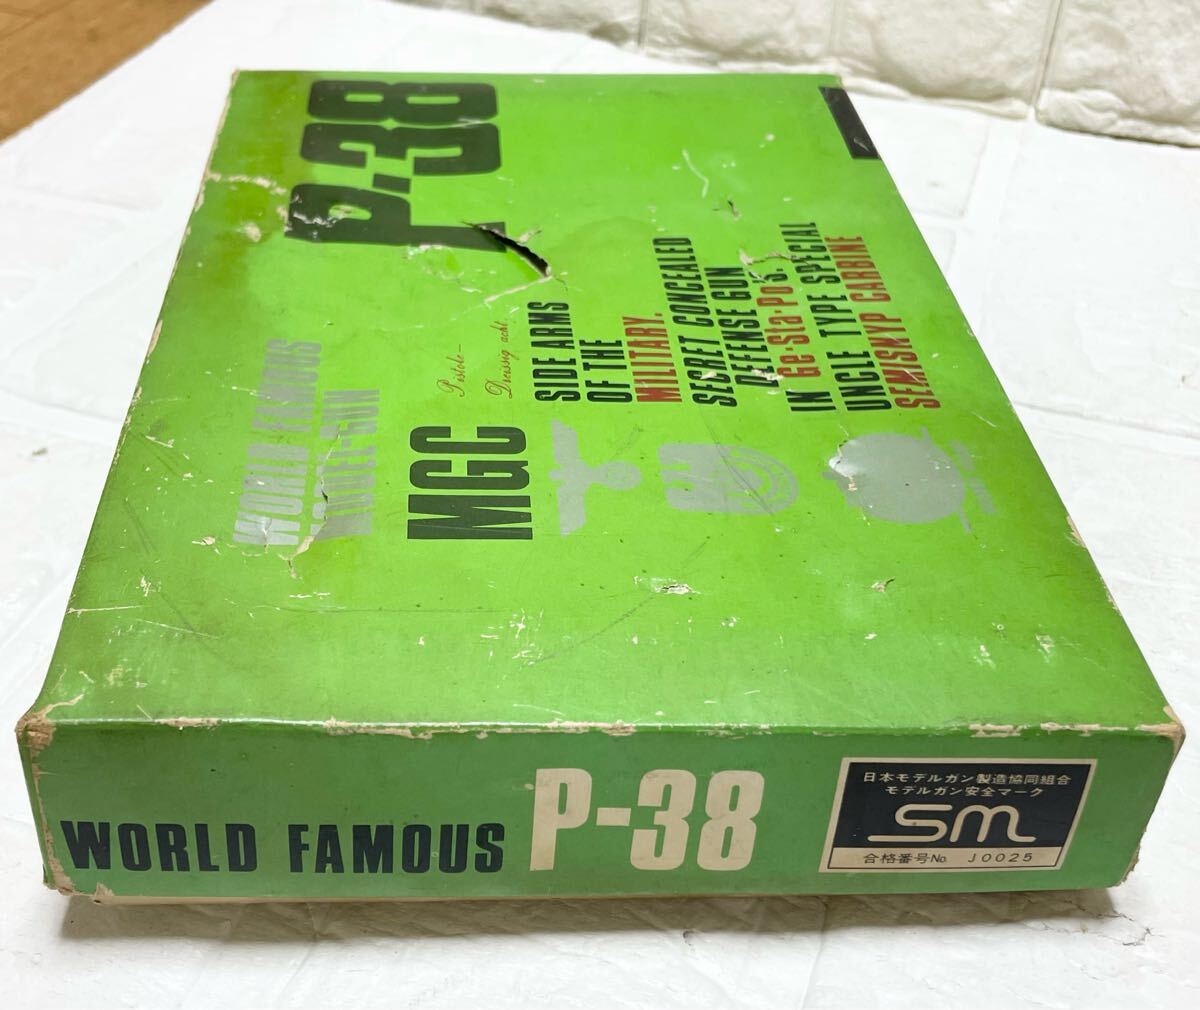 P-38
WORLD FAMOUS
MODEL-GUN
Pistole-
Dreissig acht.
MGC
SIDE ARMS
OF THE
MILITARY.
SECRET CONCEALED
DEFENSE GUN
IN Ge·Sta·Po'S.
UNCLE TYPE SPECIAL
SEMISNYP CARBINE
WORLD FAMOUS P-38
日本モデルガン製造協同組合
モデルガン安全マーク
SM
合格番号No. J0025